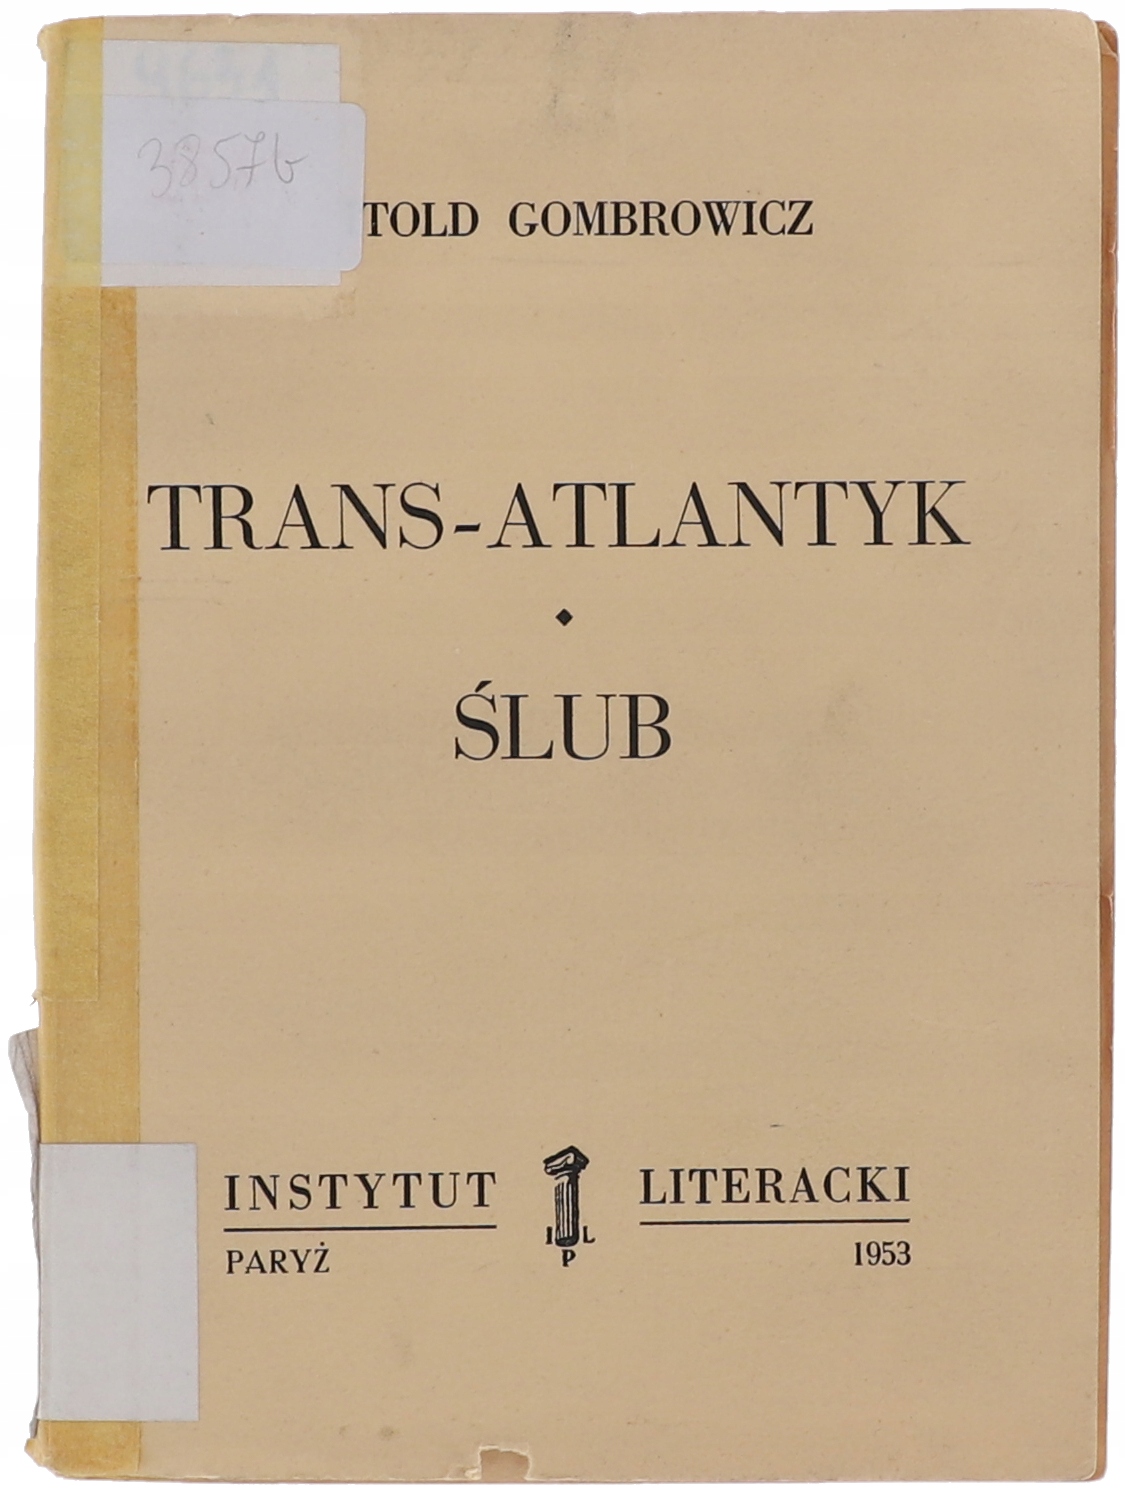 38576
TOLD GOMBROWICZ
TRANS-ATLANTYK
ŚLUB
INSTYTUT LITERACKI
I L
P
PARYŻ 1953